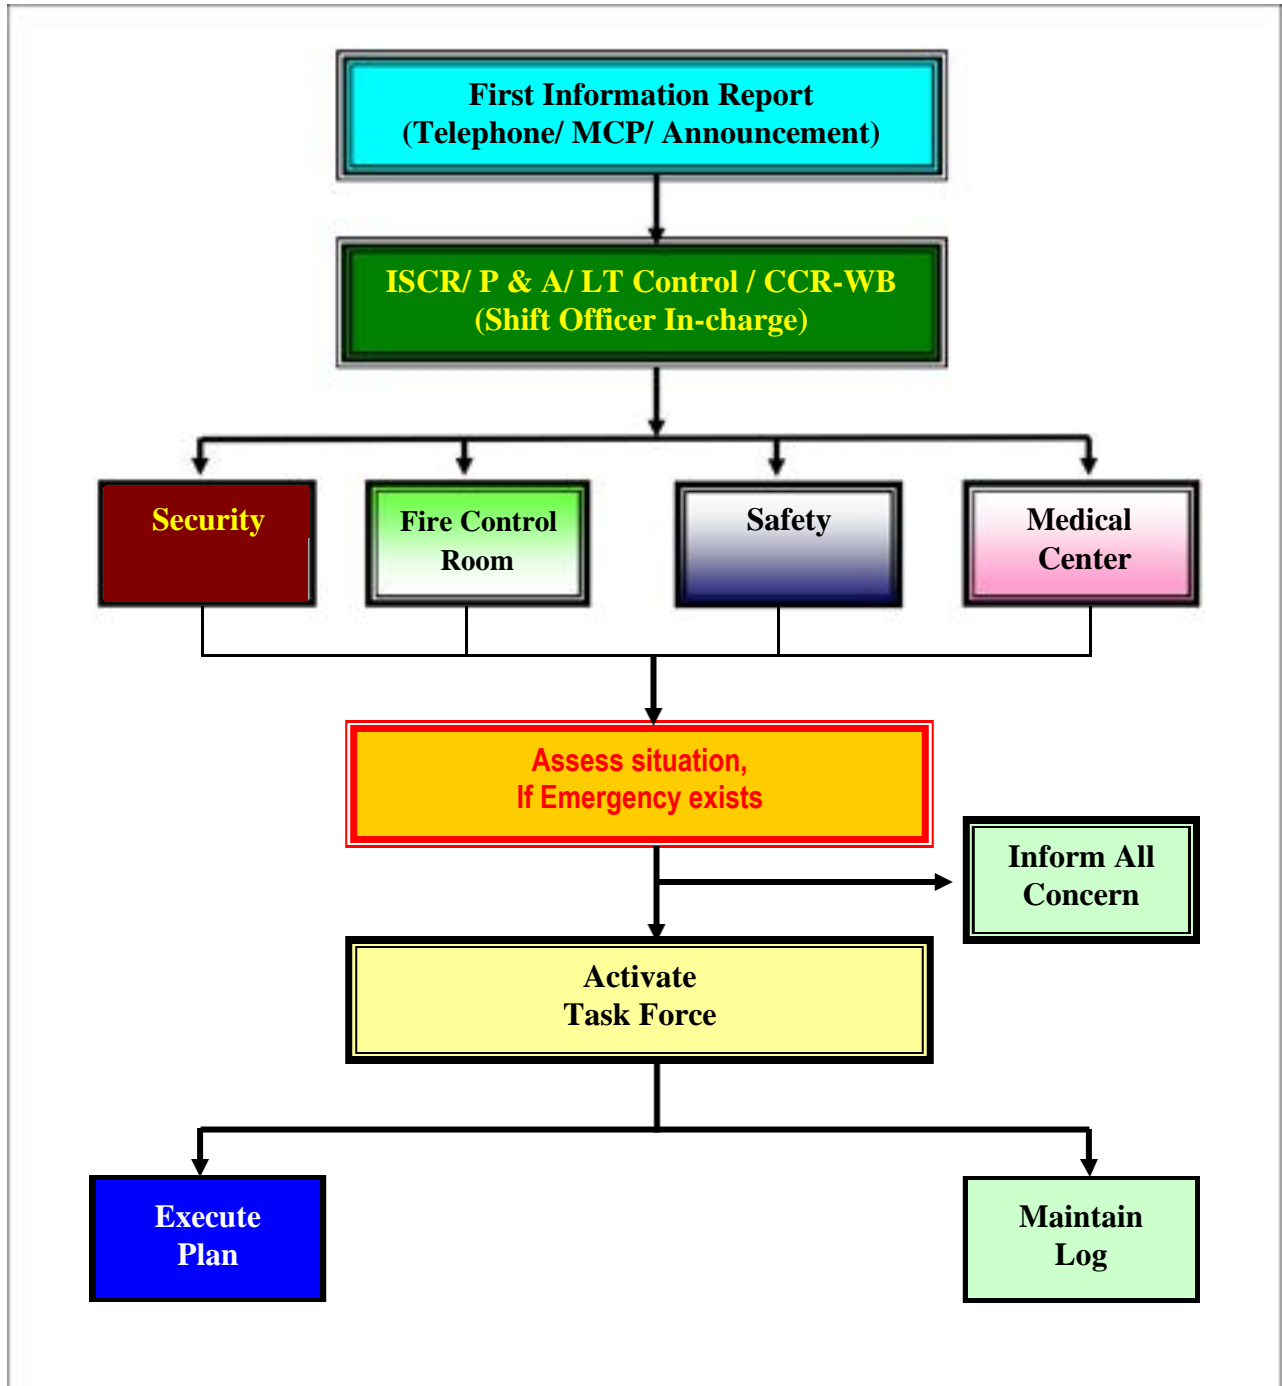 First Information Report
(Telephone/ MCP/ Announcement)
ISCR/ P & A/ LT Control / CCR-WB
(Shift Officer In-charge)
Security
Fire Control
Room
Safety
Medical
Center
Assess situation,
If Emergency exists
Inform All
Concern
Activate
Task Force
Execute
Plan
Maintain
Log